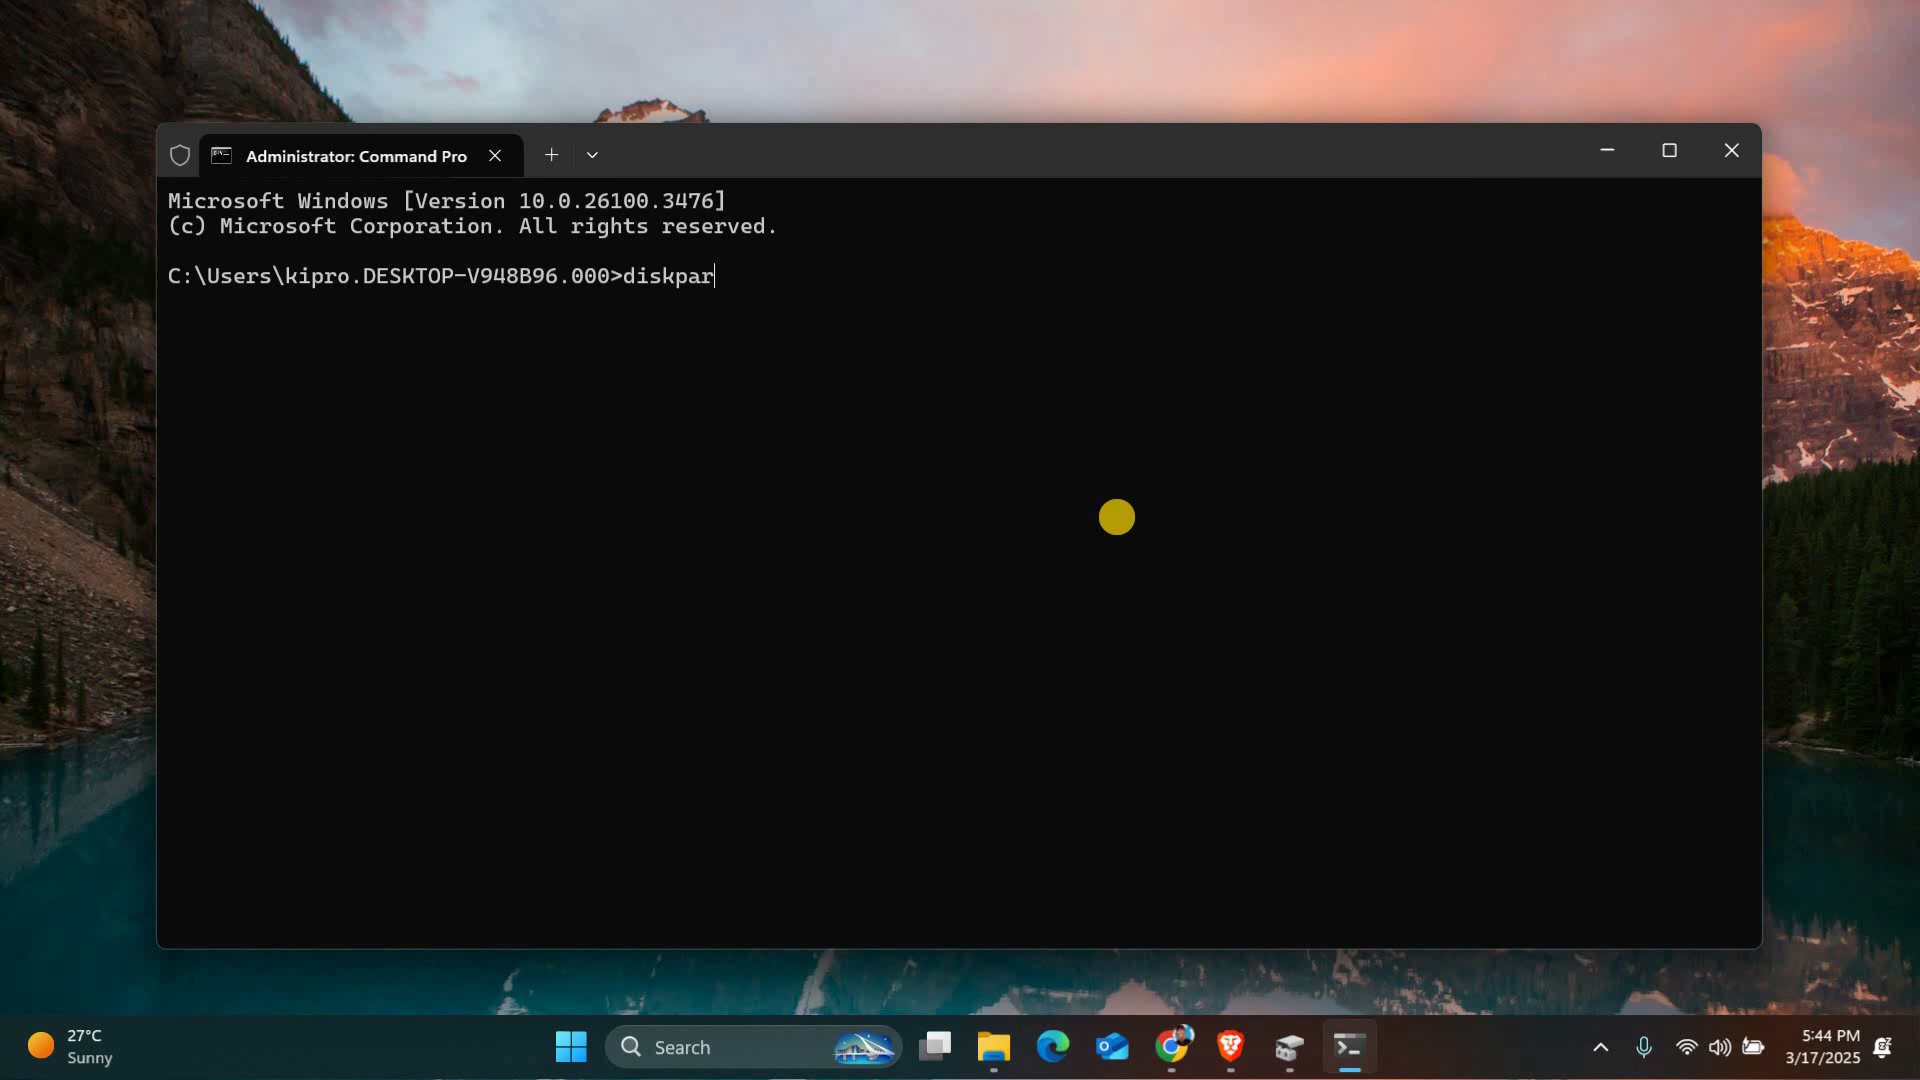 Administrator: Command Pro
Microsoft Windows [Version 10.0.26100.3476]
(c) Microsoft Corporation. All rights reserved.
C:\Users\kipro.DESKTOP-V948B96.000>diskpar
27°C
Sunny
Search
5:44 PM
3/17/2025